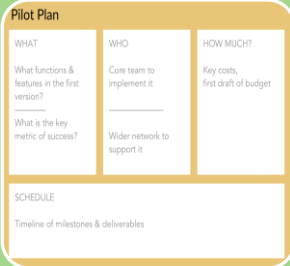 Pilot Plan
WHAT
What functions &
features in the first
version?
What is the key
metric of success?
WHO
Core team to
implement it
Wider network to
support it
HOW MUCH?
Key costs,
first draft of budget
SCHEDULE
Timeline of milestones & deliverables